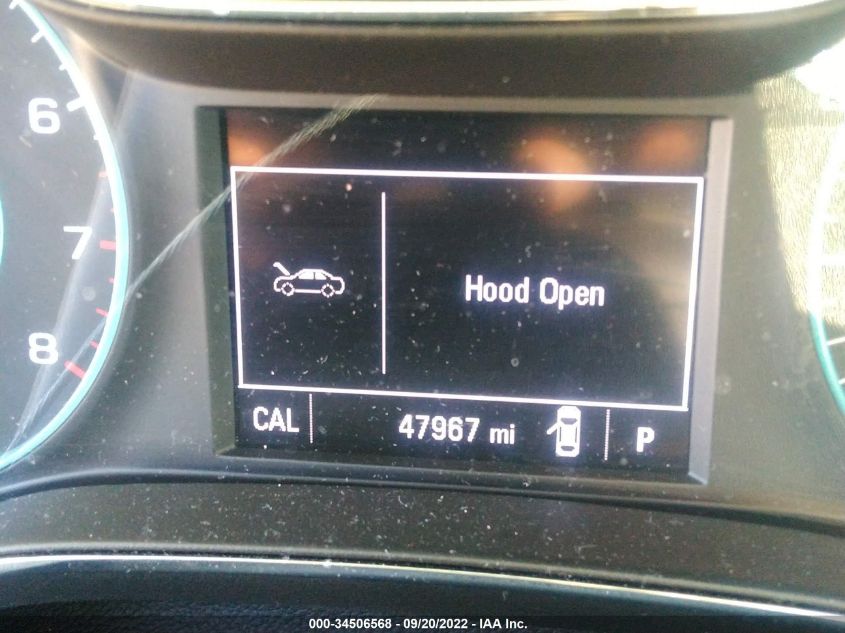 6
7
8
Hood Open
CAL 47967 mi P
000-34506568 - 09/20/2022 - IAA Inc.